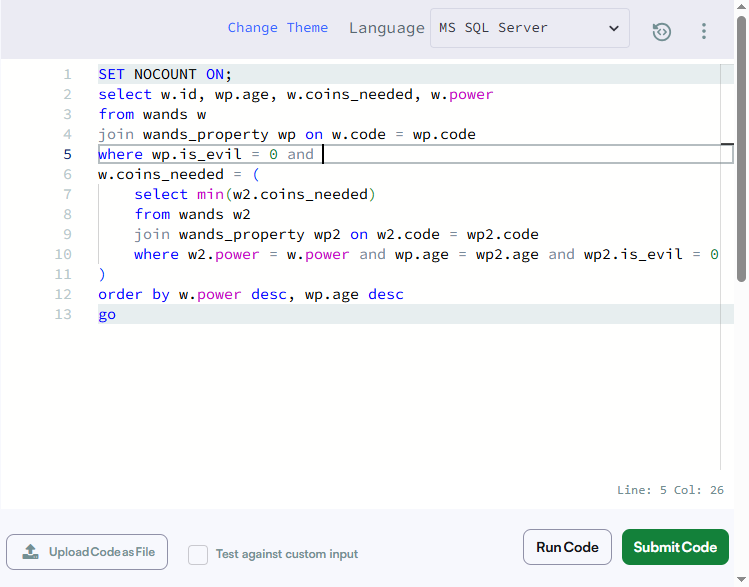 Change Theme Language MS SQL Server
1 SET NOCOUNT ON;
2 select w.id, wp.age, w.coins_needed, w.power
3 from wands w
4 join wands_property wp on w.code = wp.code
5 where wp.is_evil = 0 and
6 w.coins_needed = (
7 select min(w2.coins_needed)
8 from wands w2
9 join wands_property wp2 on w2.code = wp2.code
10 where w2.power = w.power and wp.age = wp2.age and wp2.is_evil = 0
11 )
12 order by w.power desc, wp.age desc
13 go
Line: 5 Col: 26
Upload Code as File Test against custom input Run Code Submit Code